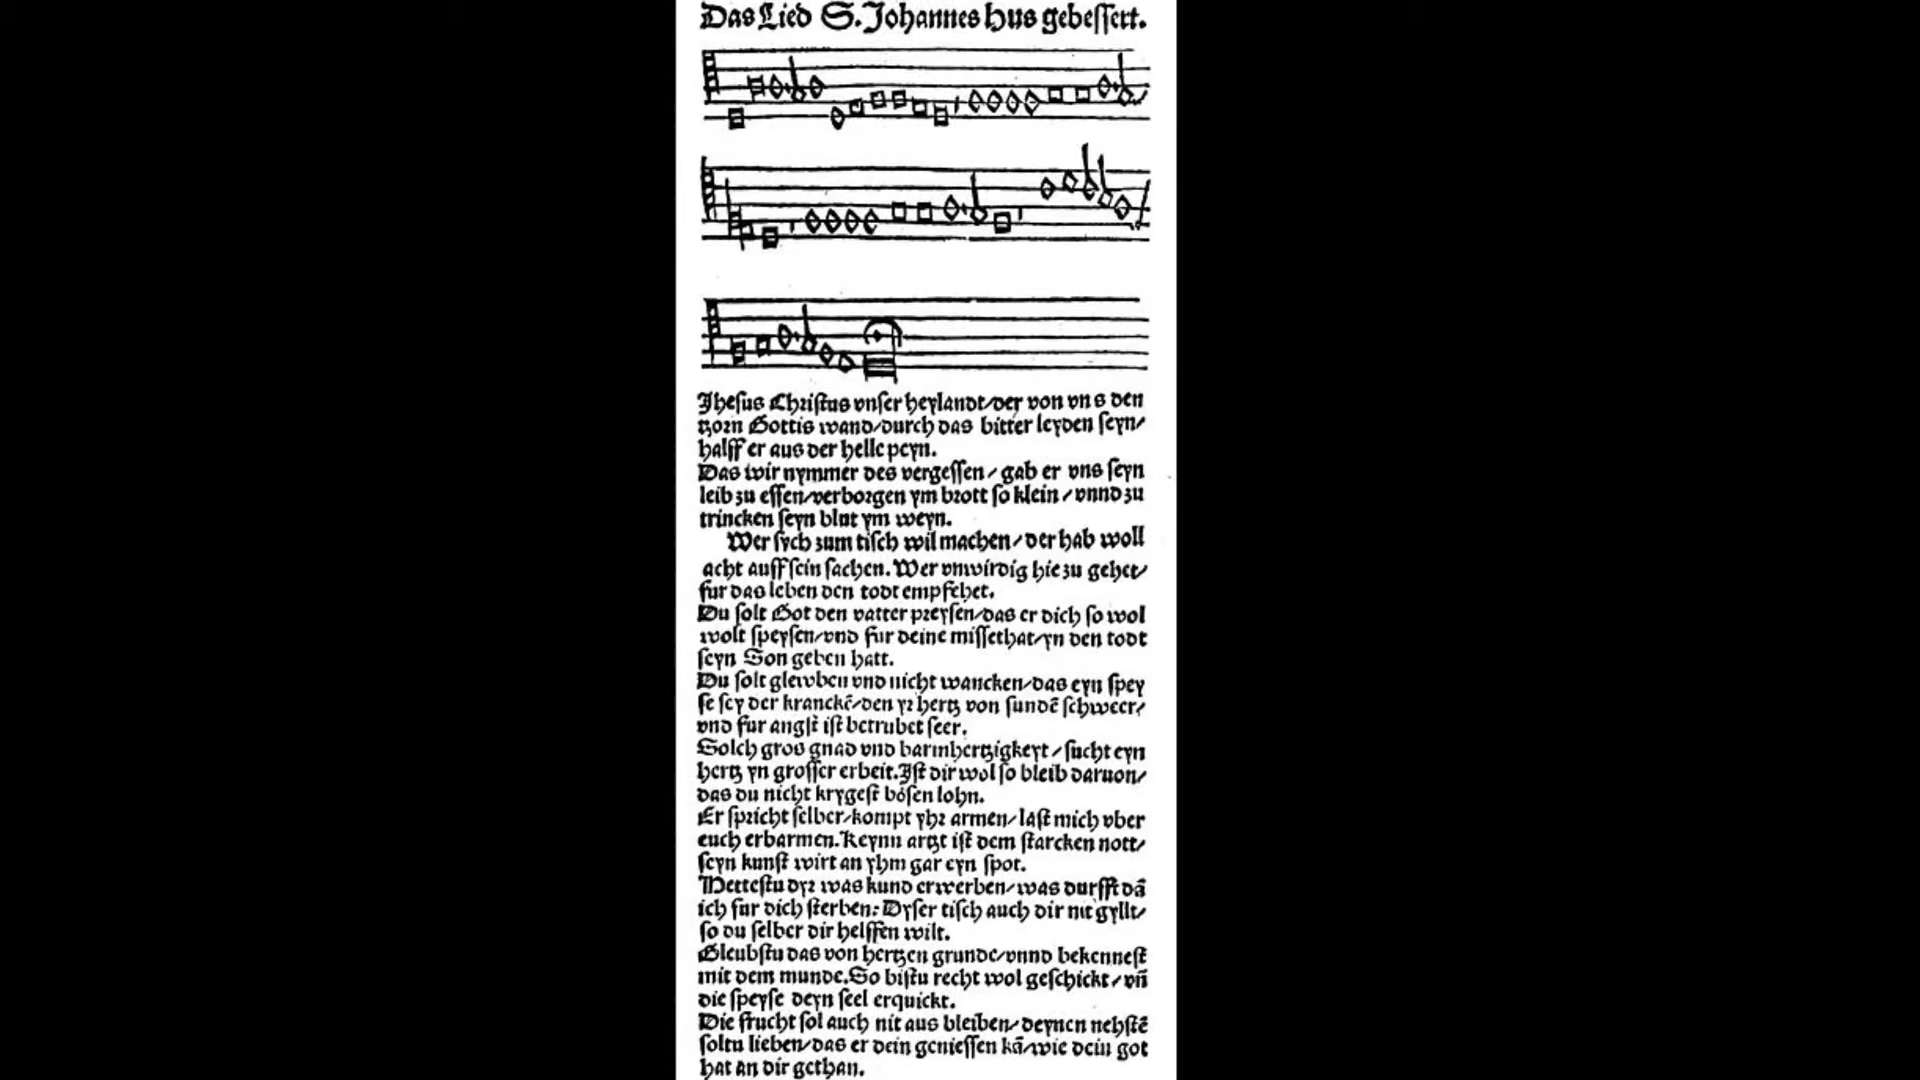 Das Lied S. Johannes Hus gebessert.
Jhesus Christus vnser heylandt/der von vns den
tzorn Gottis wand/durch das bitter leyden seyn/
halff er aus der helle peyn.
Das wir nymmer des vergessen/gab er vns seyn
leib zu essen/verborgen ym brott so klein/vnnd zu
trincken seyn blut ym weyn.
Wer sych zum tisch wil machen/der hab woll
acht auff sein sachen. Wer vnwirdig hiezu gehet/
fur das leben den todt empfehet.
Du solt Got den vatter preysen/das er dich so wol
wolt speysen/vnd fur deine missethat/yn den todt
seyn Son geben hatt.
Du solt glewben vnd nicht wancken/das eyn spey
se sey der kranckē/den yr hertz von sundē schweer/
vnd fur angst ist betrubet seer.
Solch gros gnad vnd barmhertzigkeyt/sucht eyn
hertz yn grosser erbeit. Ist dir wol so bleib daruon/
das du nicht krygest bösen lohn.
Er spricht selber/kompt yhr armen/last mich vber
euch erbarmen. Keynn artzt ist dem starcken nott/
seyn kunst wirt an yhm gar eyn spot.
Hettestu dyr was kund erwerben/was durfft dā
ich fur dich sterben: Dyser tisch auch dir nit gyllt/
so du selber dir helffen wilt.
Gleubstu das von hertzen grunde/vnnd bekennest
mit dem munde. So bistu recht wol geschickt/vn̄
die speyse deyn seel erquickt.
Die frucht sol auch nit aus bleiben/deynen nehstē
soltu lieben/das er dein geniessen kā/wie dein got
hat an dir gethan.